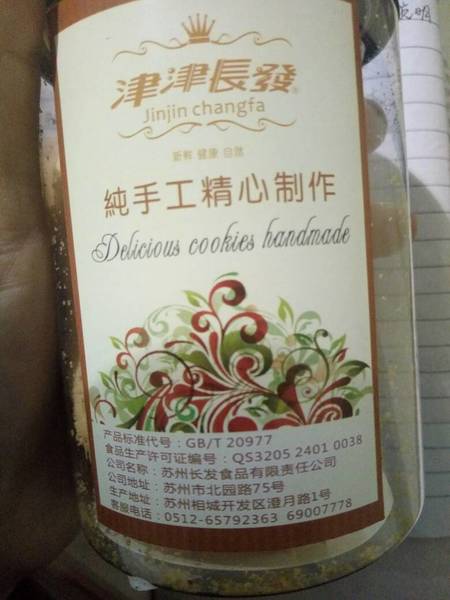 津津長發®
Jinjin changfa
新鲜 健康 自然
純手工精心制作
Delicious cookies handmade
产品标准代号：GB/T 20977
食品生产许可证编号：QS3205 2401 0038
公司名称：苏州长发食品有限责任公司
公司地址：苏州市北园路75号
生产地址：苏州相城开发区澄月路1号
客服电话：0512-65792363 69007778